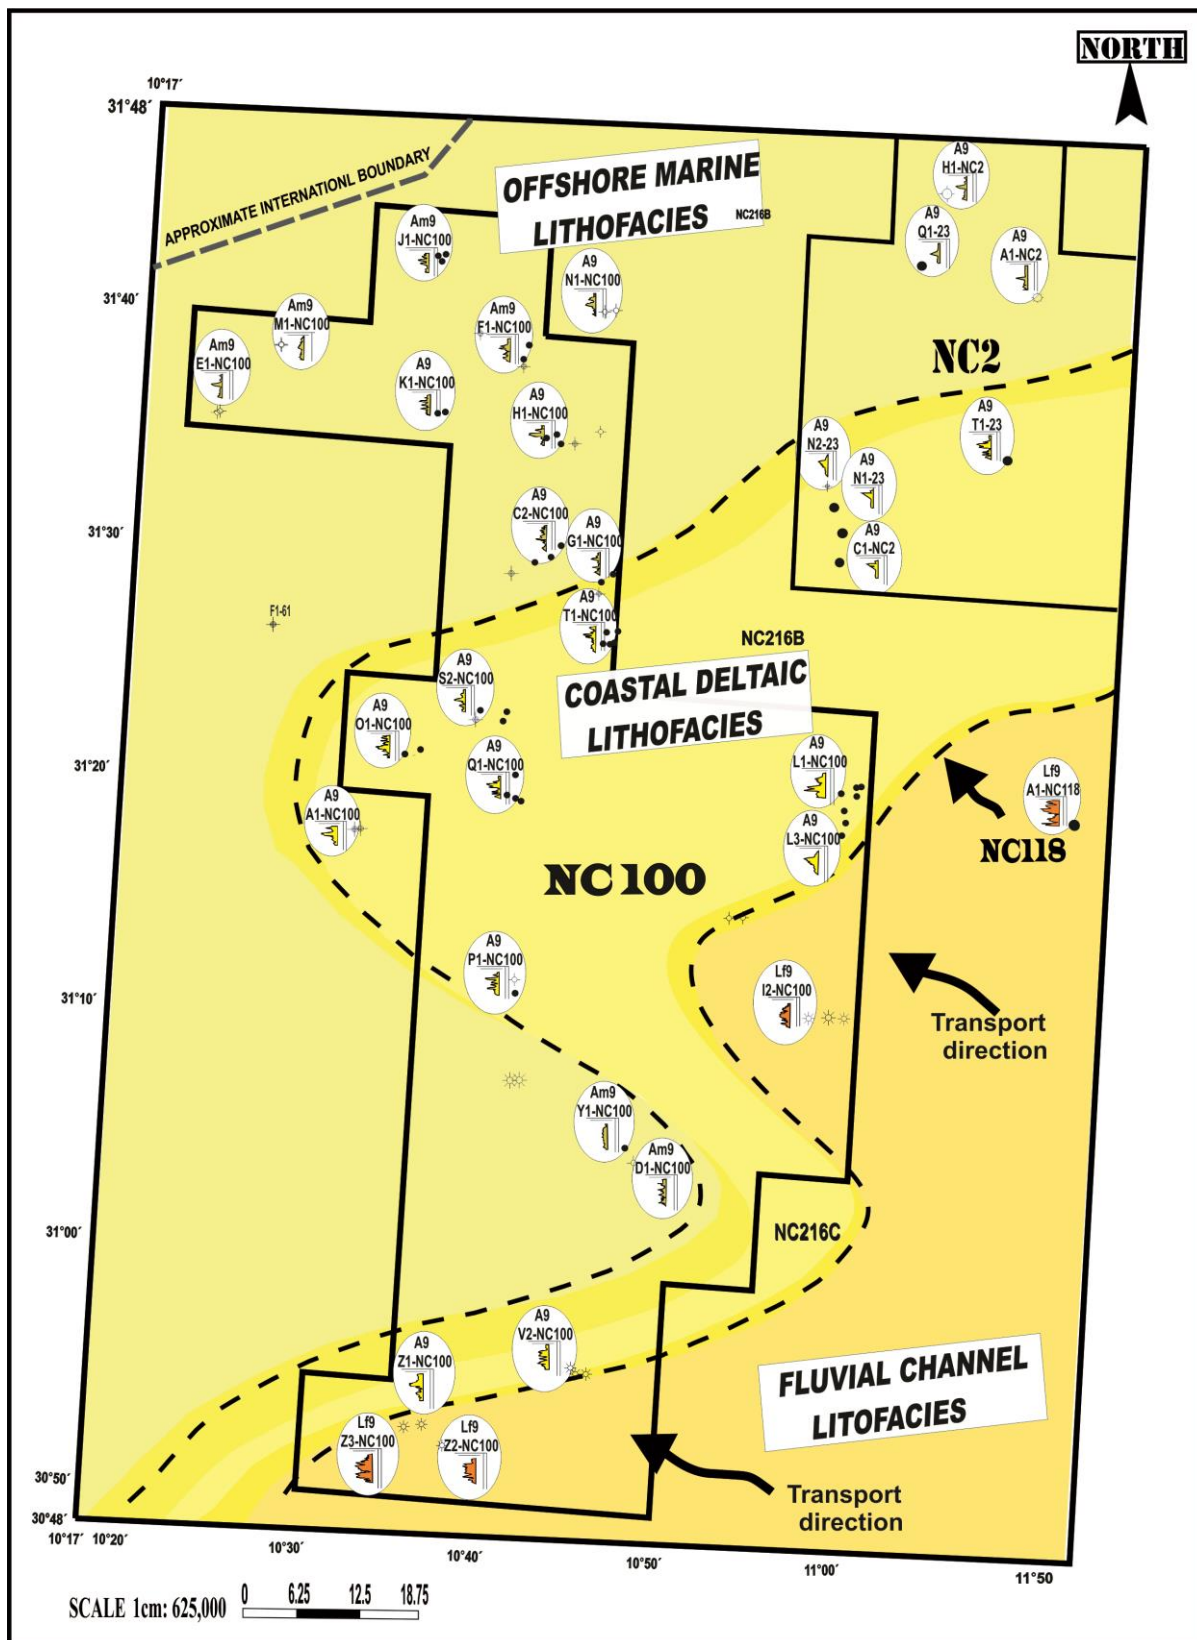 NORTH
10°17´
31°48´
APPROXIMATE INTERNATIONL BOUNDARY
OFFSHORE MARINE
LITHOFACIES
NC216B
A9
H1-NC2
A9
Q1-23
A9
A1-NC2
Am9
J1-NC100
A9
N1-NC100
31°40´
Am9
M1-NC100
Am9
F1-NC100
Am9
E1-NC100
A9
K1-NC100
NC2
A9
H1-NC100
A9
T1-23
A9
N2-23
A9
N1-23
A9
C2-NC100
A9
G1-NC100
A9
C1-NC2
31°30´
F1-61
A9
T1-NC100
NC216B
COASTAL DELTAIC
LITHOFACIES
A9
S2-NC100
A9
O1-NC100
A9
Q1-NC100
A9
L1-NC100
31°20´
Lf9
A1-NC118
A9
A1-NC100
A9
L3-NC100
NC118
NC 100
A9
P1-NC100
31°10´
Lf9
I2-NC100
Transport
direction
Am9
Y1-NC100
Am9
D1-NC100
31°00´
NC216C
A9
V2-NC100
A9
Z1-NC100
FLUVIAL CHANNEL
LITOFACIES
Lf9
Z3-NC100
Lf9
Z2-NC100
30°50´
Transport
direction
30°48´
10°17´ 10°20´
10°30´
10°40´
10°50´
11°00´
11°50´
SCALE 1cm: 625,000
0 6.25 12.5 18.75